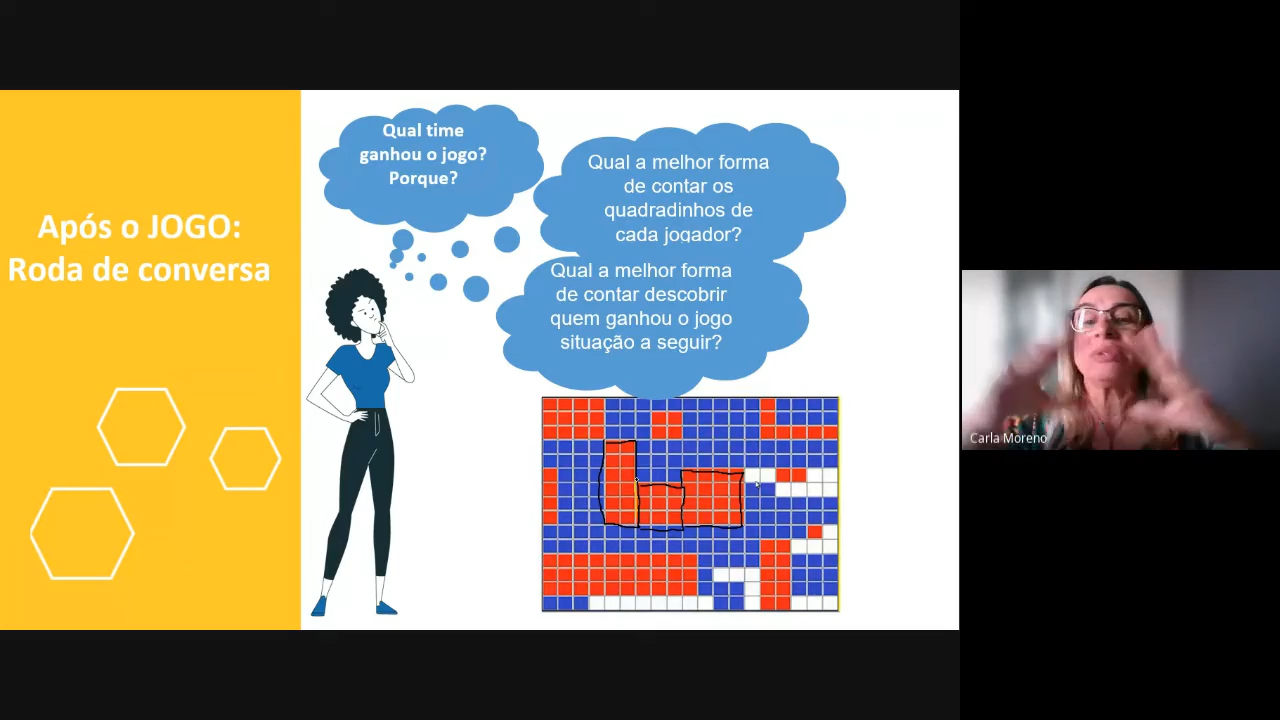 Após o JOGO:
Roda de conversa
Qual time
ganhou o jogo?
Porque?
Qual a melhor forma
de contar os
quadradinhos de
cada jogador?
Qual a melhor forma
de contar descobrir
quem ganhou o jogo
situação a seguir?
Carla Moreno